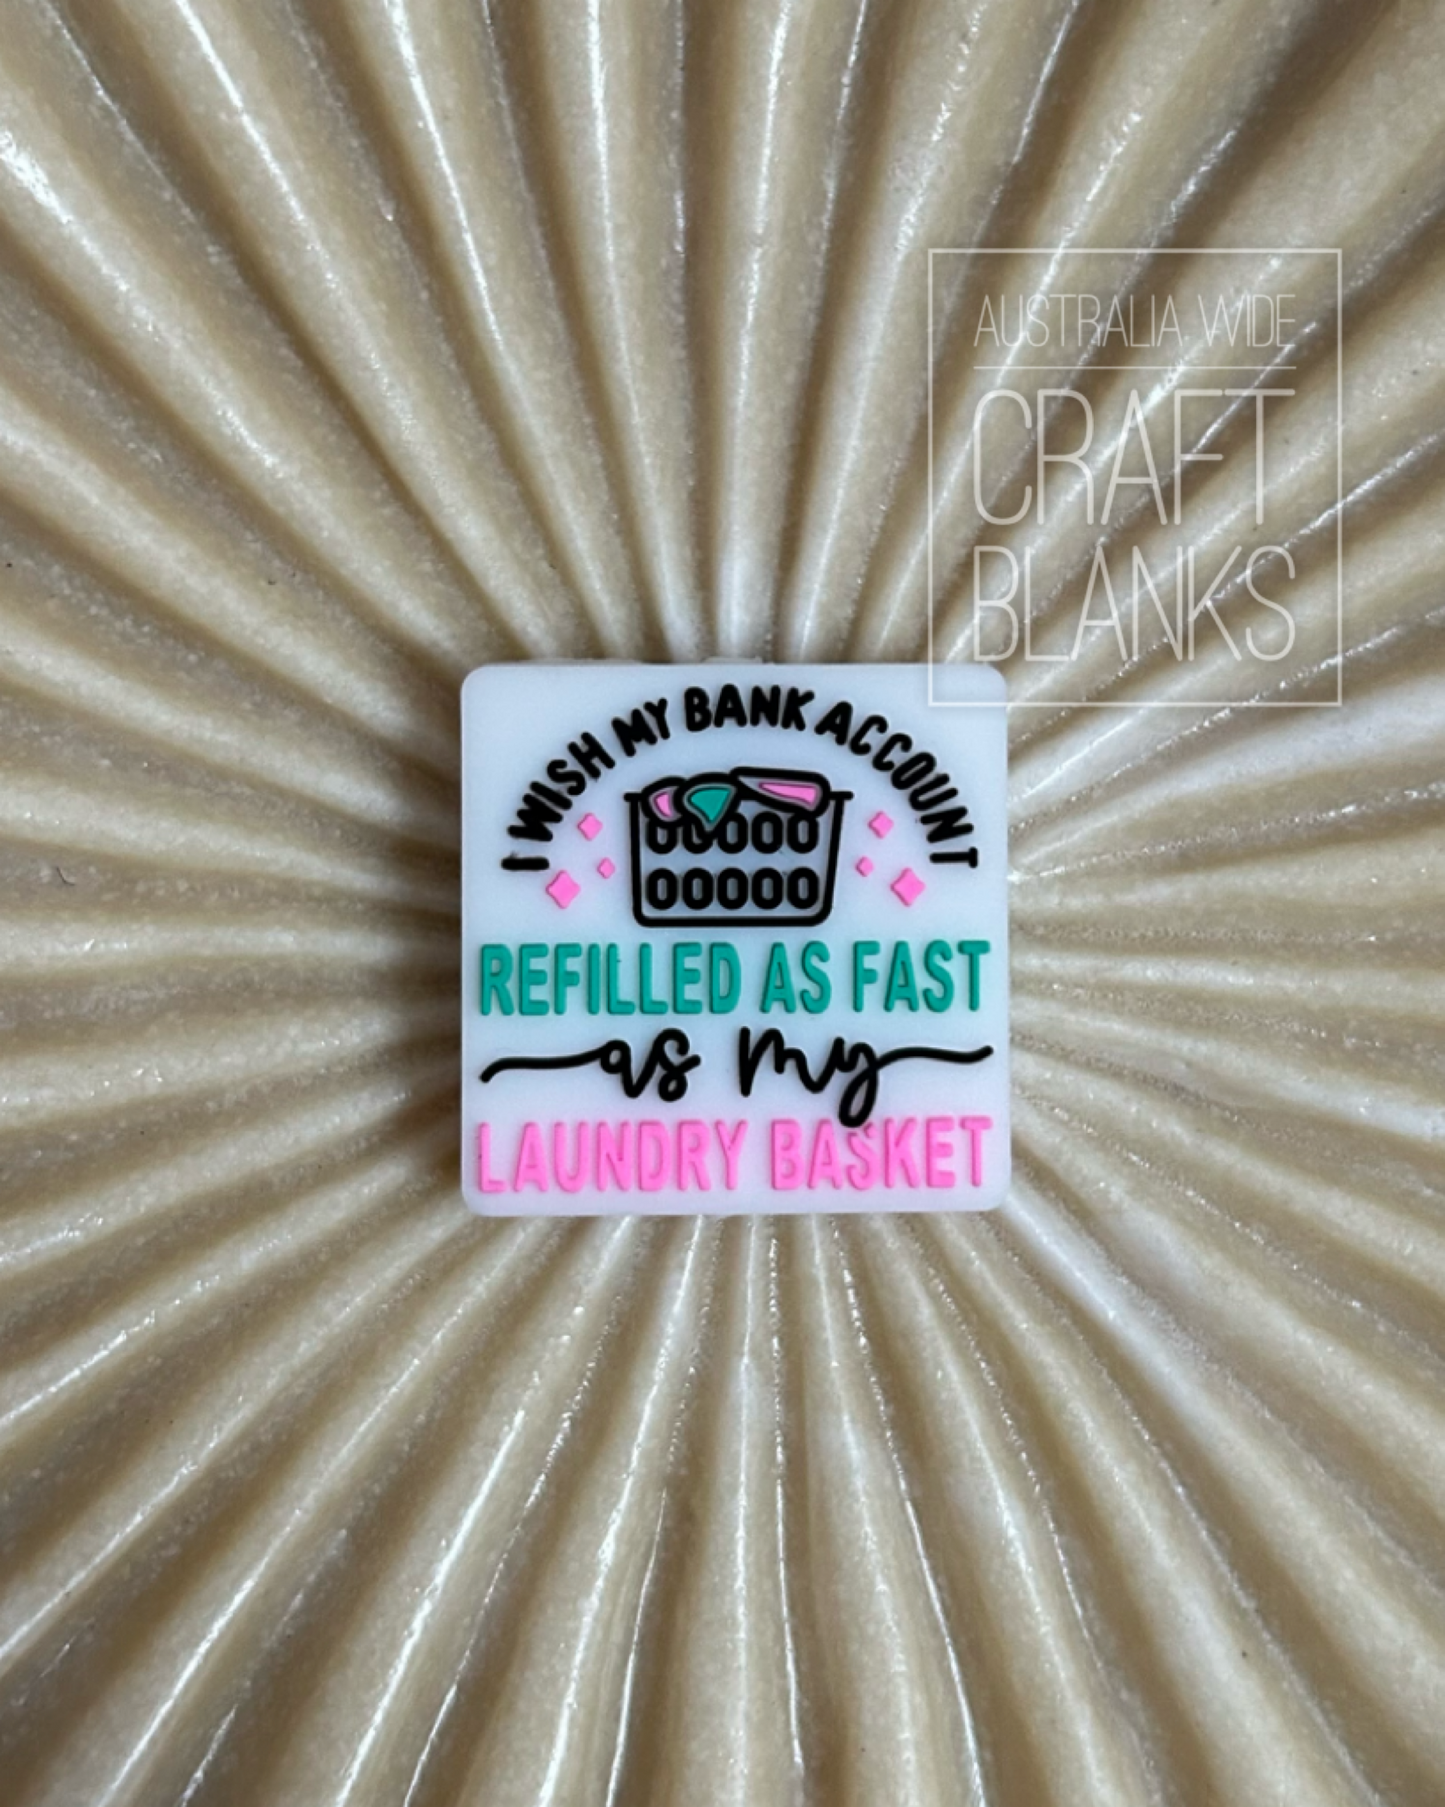 AUSTRALIA WIDE
CRAFT
BLANKS
I WISH MY BANK ACCOUNT
REFILLED AS FAST
as my
LAUNDRY BASKET